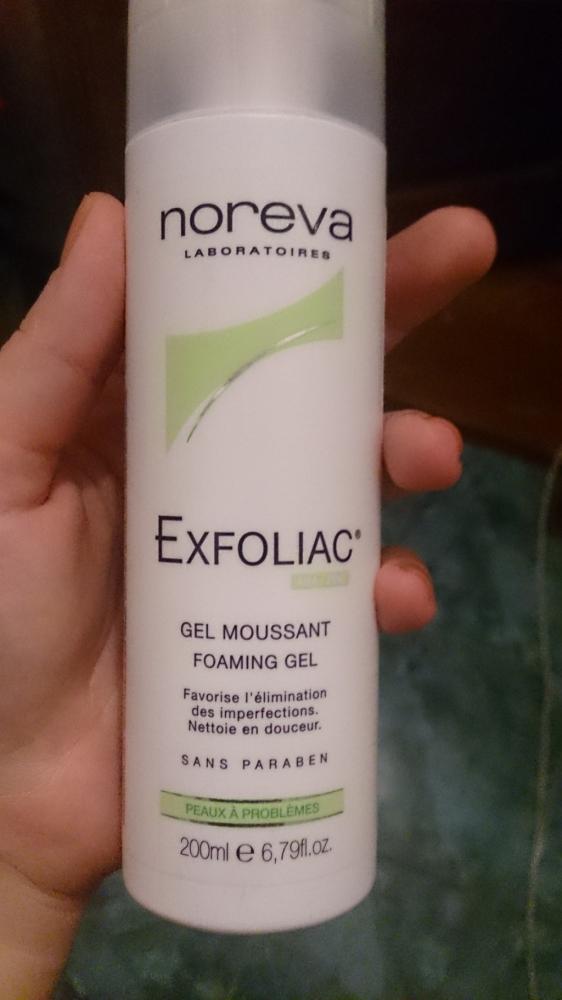 noreva
LABORATOIRES
EXFOLIAC®
GEL MOUSSANT
FOAMING GEL
Favorise l'élimination
des imperfections.
Nettoie en douceur.
SANS PARABEN
PEAUX À PROBLÈMES
200ml e 6,79fl.oz.